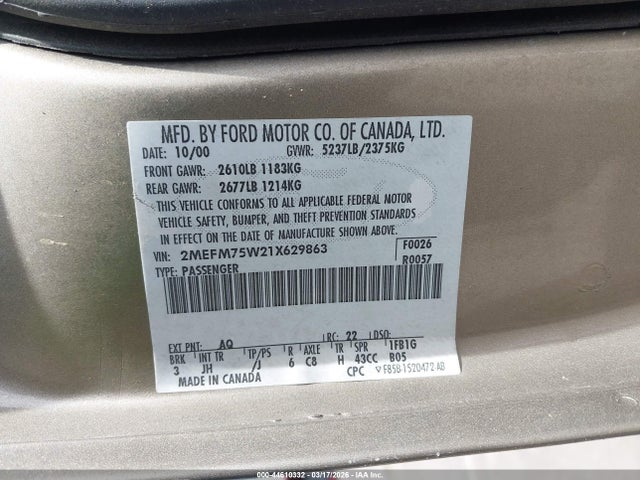 MFD. BY FORD MOTOR CO. OF CANADA, LTD.
DATE: 10/00 GVWR: 5237LB/2375KG
FRONT GAWR: 2610LB 1183KG
REAR GAWR: 2677LB 1214KG
THIS VEHICLE CONFORMS TO ALL APPLICABLE FEDERAL MOTOR
VEHICLE SAFETY, BUMPER, AND THEFT PREVENTION STANDARDS
IN EFFECT ON THE DATE OF MANUFACTURE SHOWN ABOVE.
VIN: 2MEFM75W21X629863 F0026
TYPE: PASSENGER R0057
EXT PNT: AQ RC: 22 DSO:
BRK INT TR TP/PS R AXLE TR SPR 1FB1G
3 JH /J 6 C8 H 43CC B05
MADE IN CANADA CPC F85B-1520472-AB
000-44610332 - 03/17/2026 - IAAI.COM